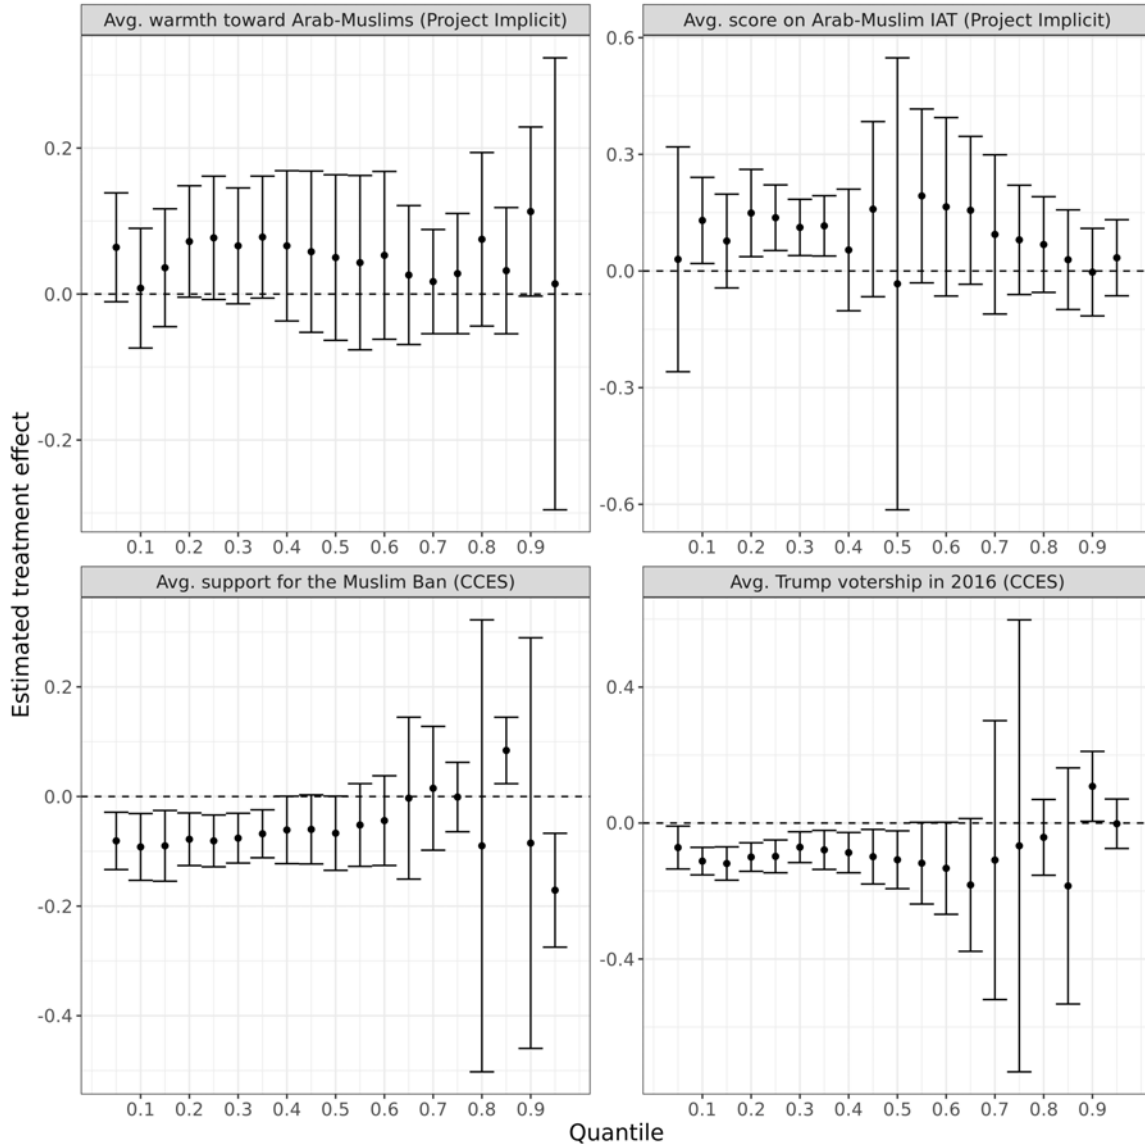 Avg. warmth toward Arab-Muslims (Project Implicit)
Avg. score on Arab-Muslim IAT (Project Implicit)
0.2
0.0
-0.2
0.6
0.3
0.0
-0.3
-0.6
0.1 0.2 0.3 0.4 0.5 0.6 0.7 0.8 0.9
0.1 0.2 0.3 0.4 0.5 0.6 0.7 0.8 0.9
Estimated treatment effect
Avg. support for the Muslim Ban (CCES)
Avg. Trump votership in 2016 (CCES)
0.2
0.0
-0.2
-0.4
0.4
0.0
-0.4
0.1 0.2 0.3 0.4 0.5 0.6 0.7 0.8 0.9
0.1 0.2 0.3 0.4 0.5 0.6 0.7 0.8 0.9
Quantile